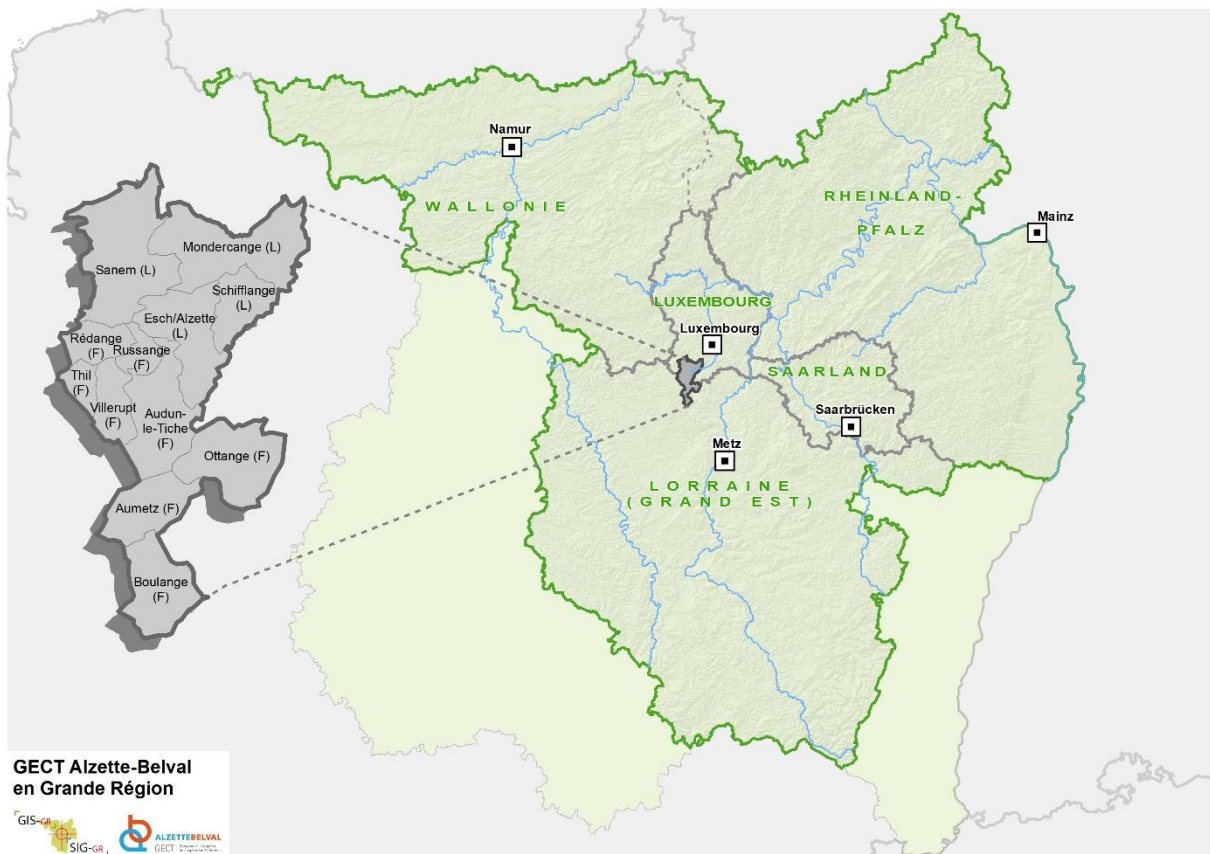 Namur
WALLONIE
RHEINLAND-
PFALZ
Mainz
LUXEMBOURG
Luxembourg
SAARLAND
Saarbrücken
Metz
LORRAINE
(GRAND EST)
Mondercange (L)
Sanem (L)
Schifflange
(L)
Esch/Alzette
(L)
Rédange
(F)
Russange
(F)
Thil
(F)
Villerupt
(F)
Audun-
le-Tiche
(F)
Ottange (F)
Aumetz (F)
Boulange
(F)
GECT Alzette-Belval
en Grande Région
GIS-GR
SIG-GR
ALZETTEBELVAL
GECT